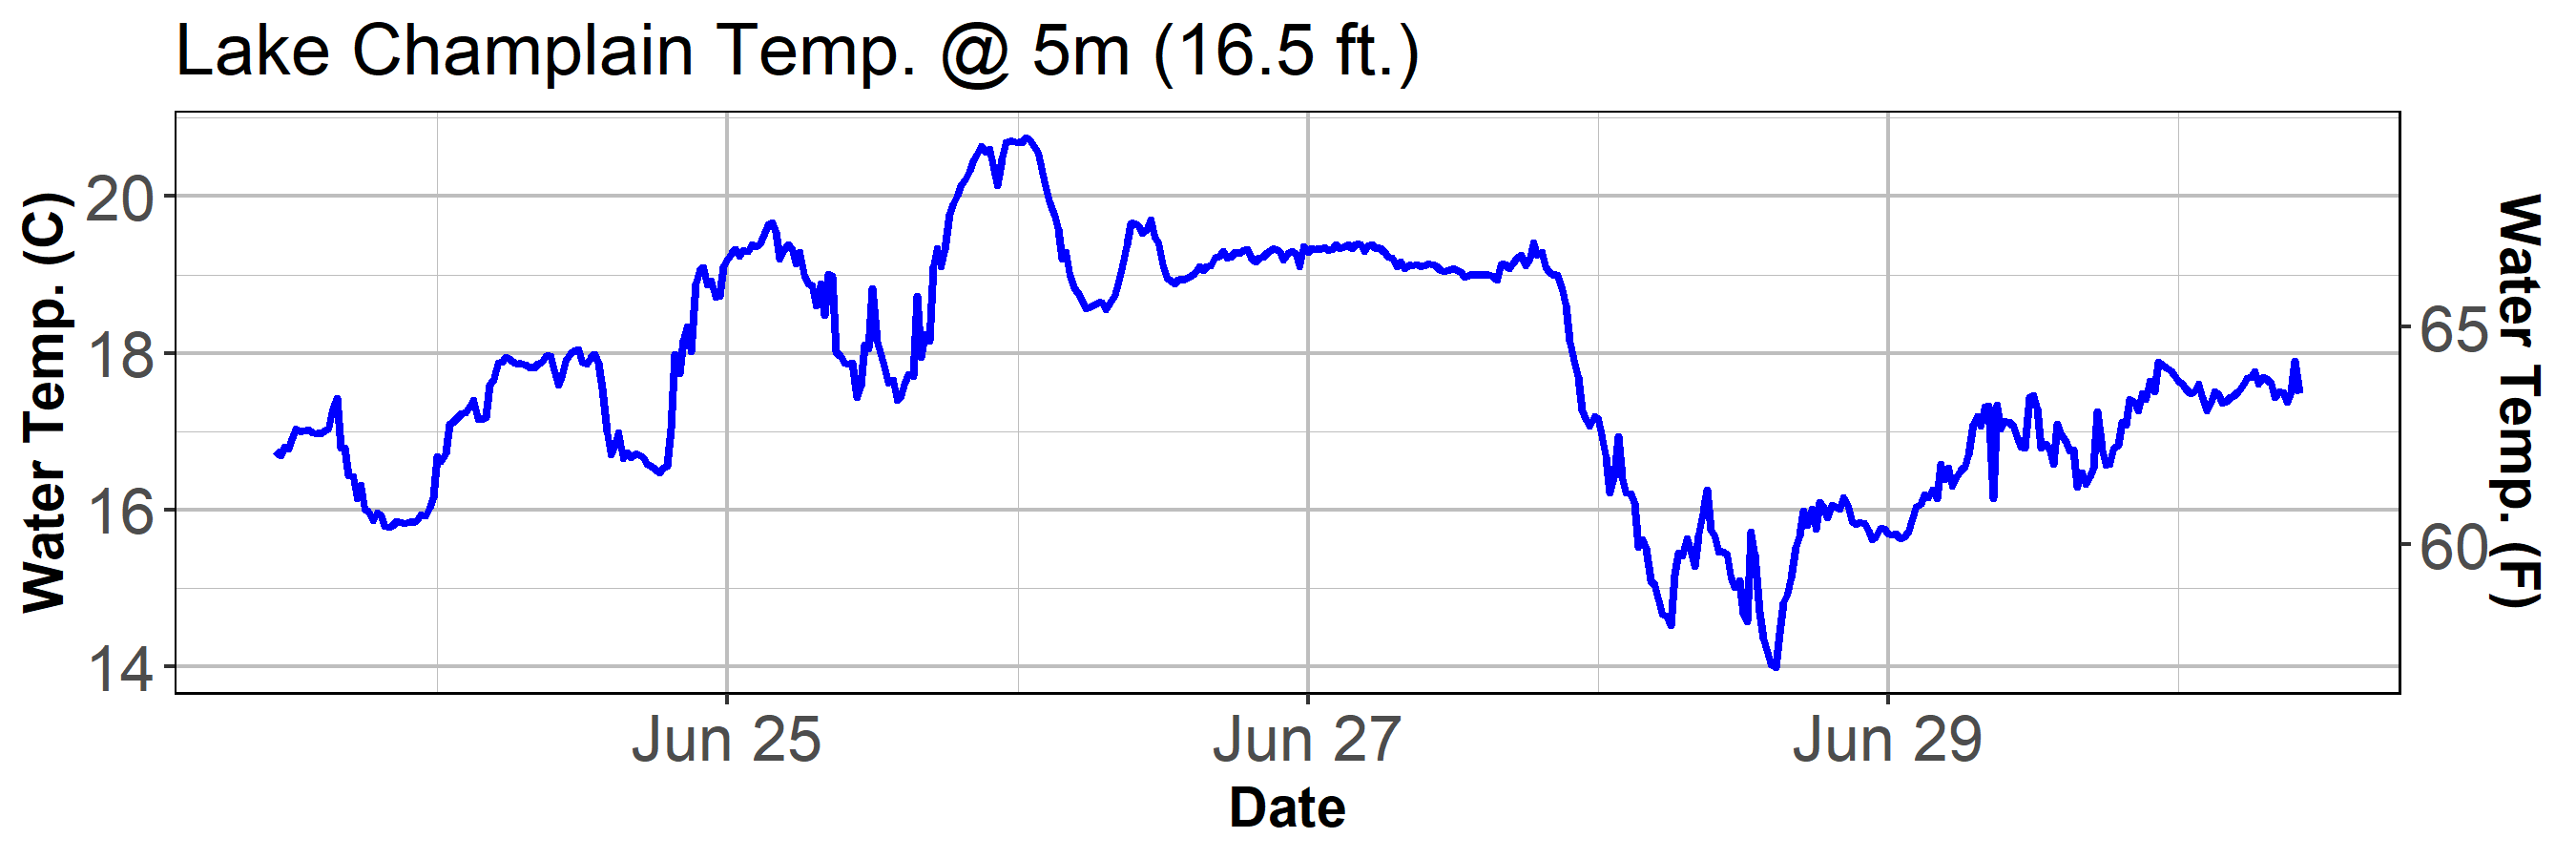 Lake Champlain Temp. @ 5m (16.5 ft.)
Water Temp. (C)
20
18
16
14
65
60
Water Temp. (F)
Jun 25
Jun 27
Jun 29
Date